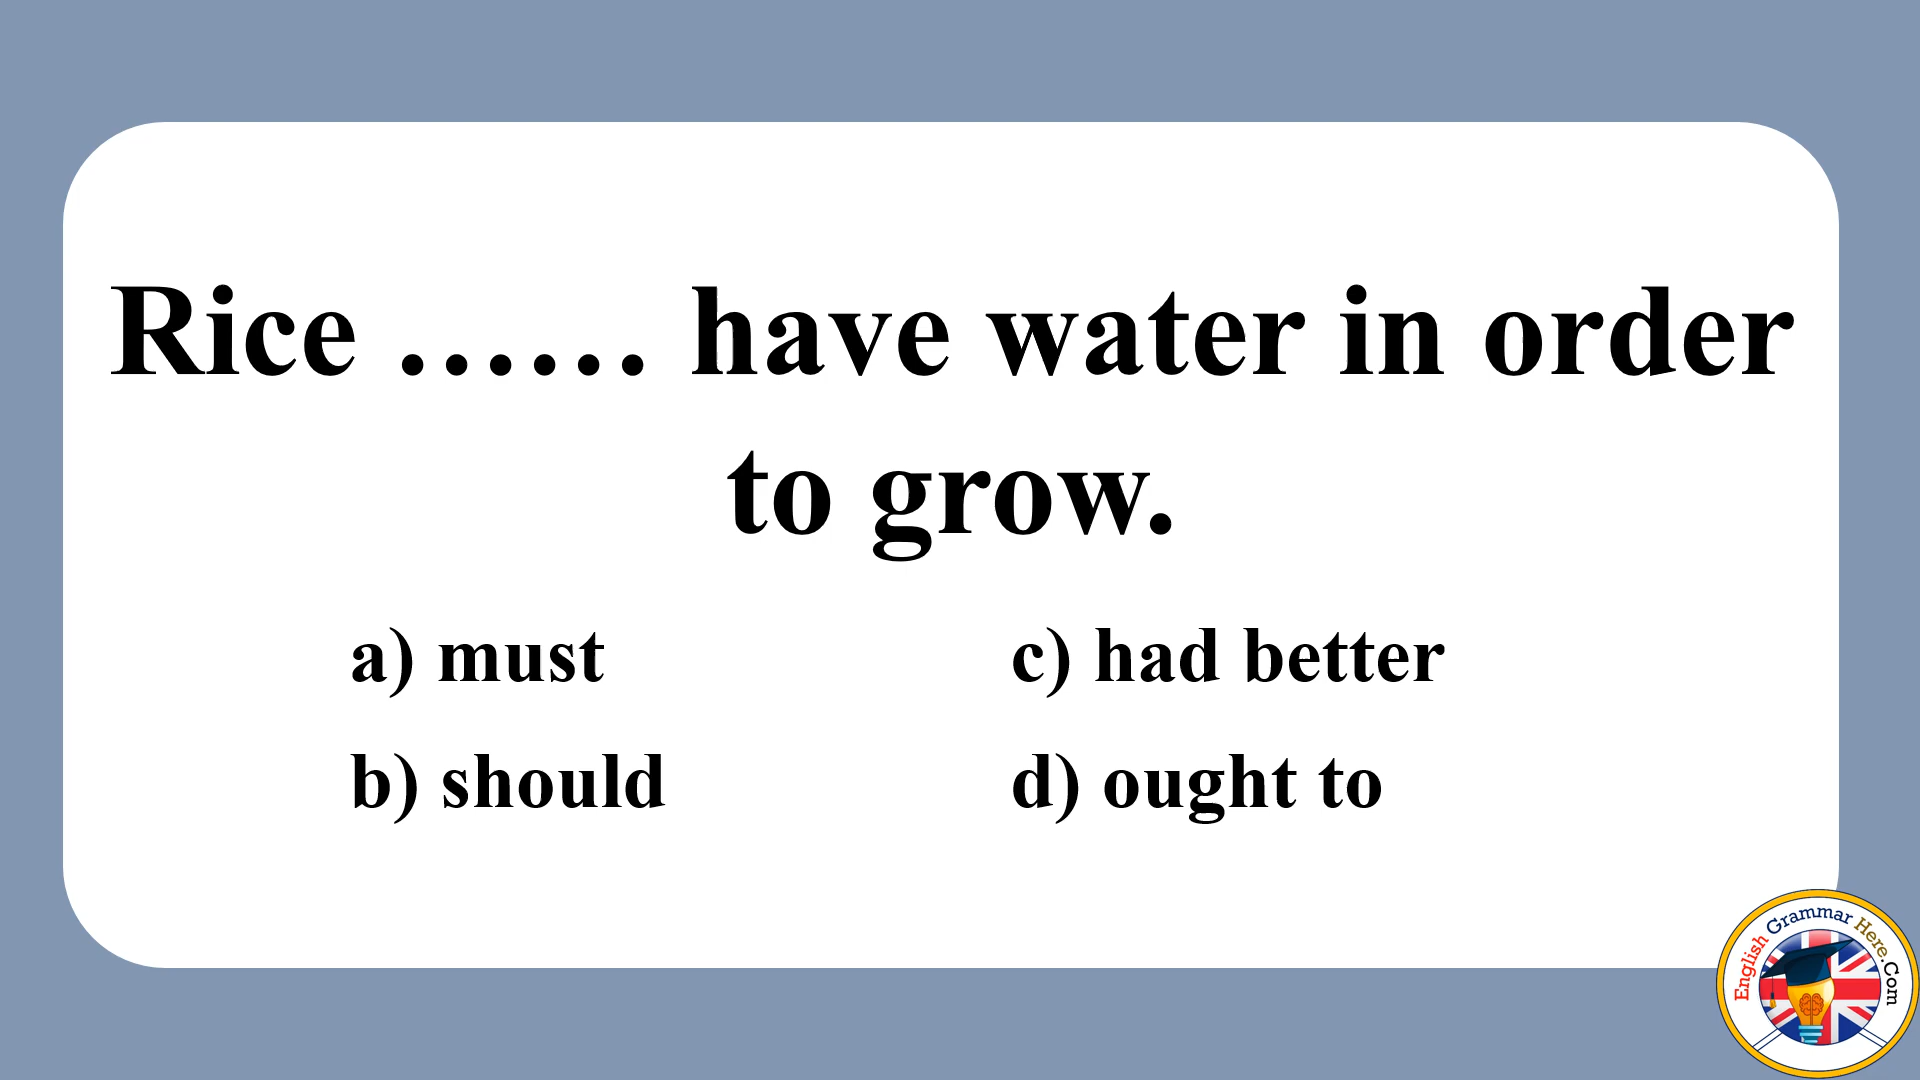 Rice …… have water in order
to grow.
a) must
c) had better
b) should
d) ought to
English Grammar Here.Com